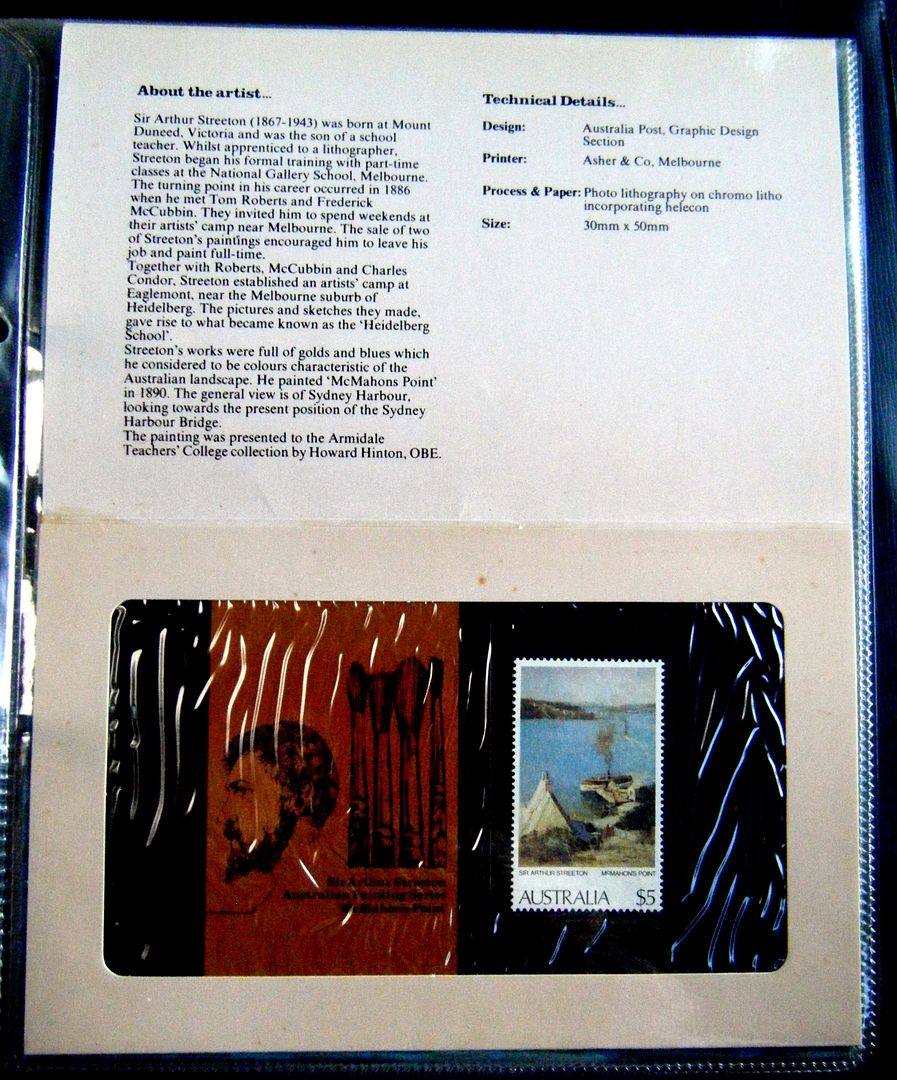 About the artist...
Sir Arthur Streeton (1867-1943) was born at Mount
Duneed, Victoria and was the son of a school
teacher. Whilst apprenticed to a lithographer,
Streeton began his formal training with part-time
classes at the National Gallery School, Melbourne.
The turning point in his career occurred in 1886
when he met Tom Roberts and Frederick
McCubbin. They invited him to spend weekends at
their artists' camp near Melbourne. The sale of two
of Streeton's paintings encouraged him to leave his
job and paint full-time.
Together with Roberts, McCubbin and Charles
Condor, Streeton established an artists' camp at
Eaglemont, near the Melbourne suburb of
Heidelberg. The pictures and sketches they made,
gave rise to what became known as the 'Heidelberg
School'.
Streeton's works were full of golds and blues which
he considered to be colours characteristic of the
Australian landscape. He painted 'McMahons Point'
in 1890. The general view is of Sydney Harbour,
looking towards the present position of the Sydney
Harbour Bridge.
The painting was presented to the Armidale
Teachers' College collection by Howard Hinton, OBE.
Technical Details...
Design: Australia Post, Graphic Design
Section
Printer: Asher & Co, Melbourne
Process & Paper: Photo lithography on chromo litho
incorporating helecon
Size: 30mm x 50mm
Sir Arthur Streeton
Australian Painting Series
McMahons Point
SIR ARTHUR STREETON McMAHONS POINT
AUSTRALIA $5